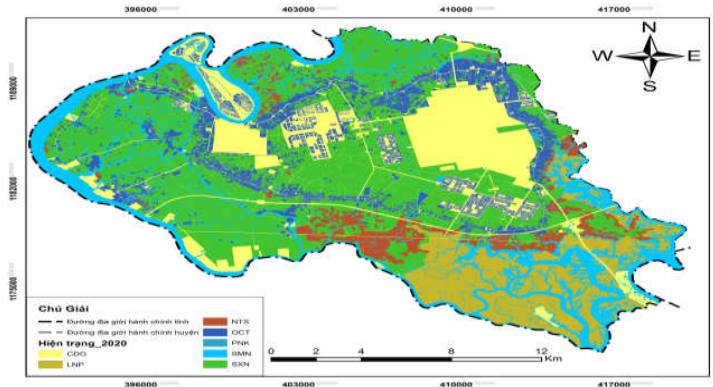 396000 403000 410000 417000
N
W E
S
1189000
1182000
1175000
Chú Giải
Đường địa giới hành chính tỉnh
Đường địa giới hành chính huyện
Hiện trạng_2020
CDG
LNP
NTS
OCT
PNK
SMN
SXN
0 2 4 8 12
Km
396000 403000 410000 417000